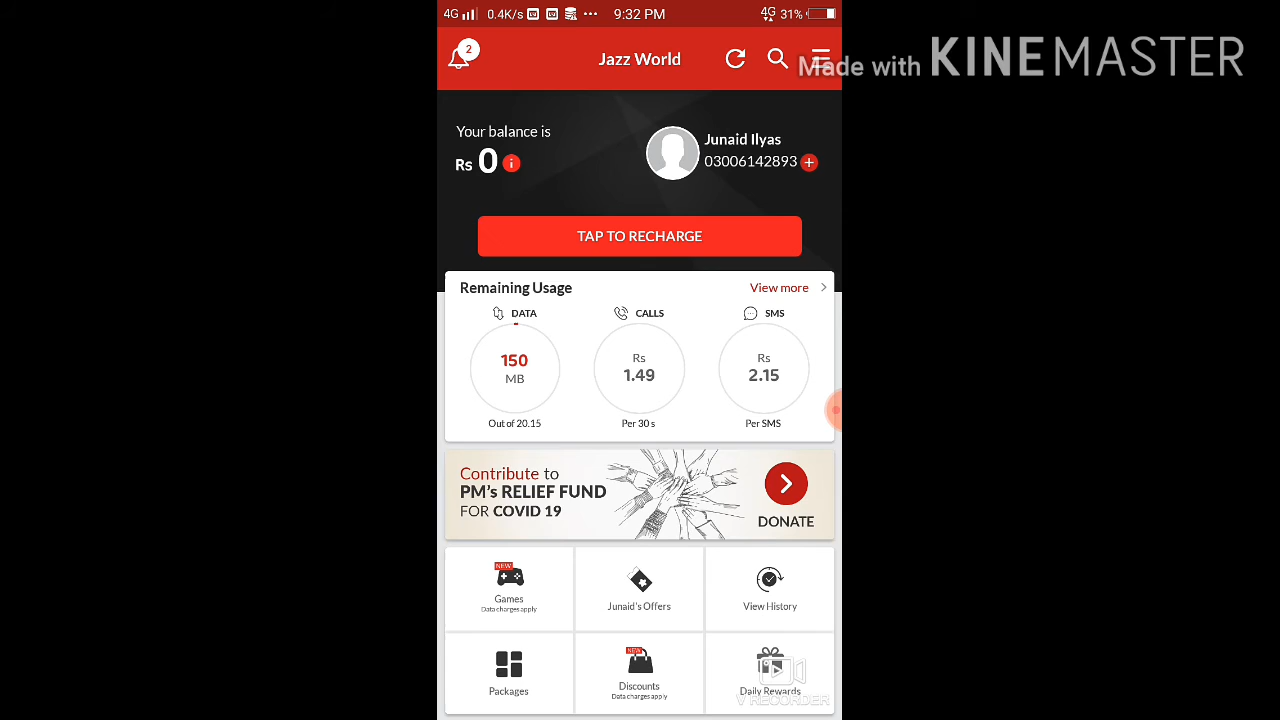 4G 0.4K/s 9:32 PM 4G 31%
2
Jazz World
Made with KINEMASTER
Your balance is
Rs 0
Junaid Ilyas
03006142893
TAP TO RECHARGE
Remaining Usage View more
DATA CALLS SMS
150 MB
Rs 1.49
Rs 2.15
Out of 20.15 Per 30 s Per SMS
Contribute to
PM's RELIEF FUND
FOR COVID 19
DONATE
NEW
Games
Data charges apply
Junaid's Offers
View History
Packages
NEW
Discounts
Data charges apply
Daily Rewards
V RECORDER